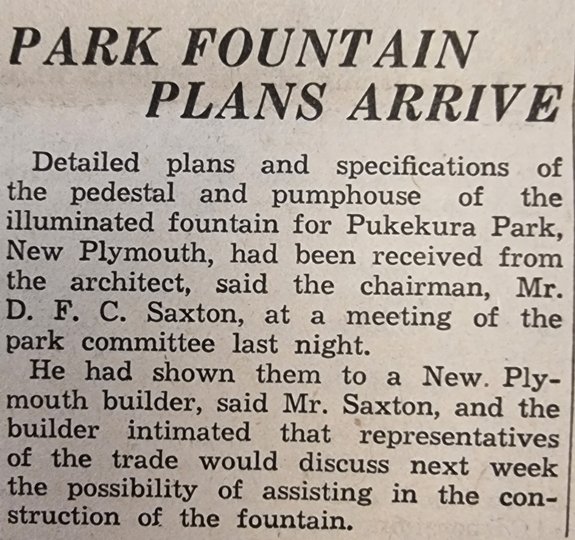 PARK FOUNTAIN
PLANS ARRIVE
Detailed plans and specifications of
the pedestal and pumphouse of the
illuminated fountain for Pukekura Park,
New Plymouth, had been received from
the architect, said the chairman, Mr.
D. F. C. Saxton, at a meeting of the
park committee last night.
He had shown them to a New. Ply-
mouth builder, said Mr. Saxton, and the
builder intimated that representatives
of the trade would discuss next week
the possibility of assisting in the con-
struction of the fountain.